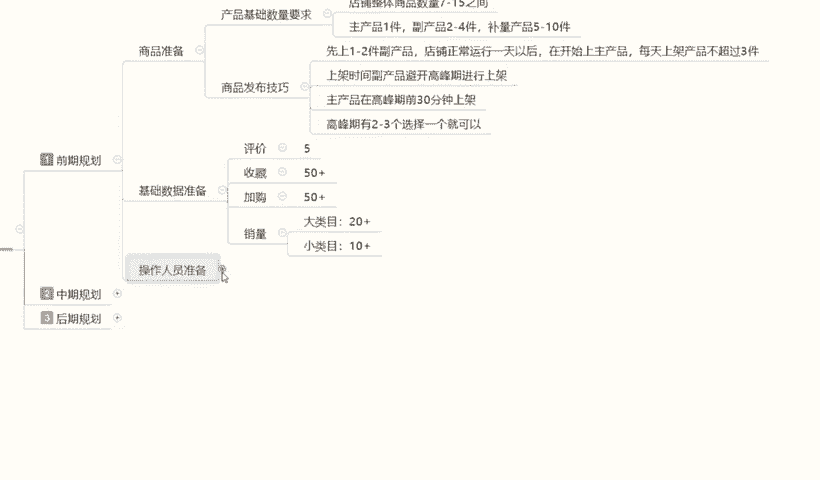 店铺整体商品数量7-15之间
产品基础数量要求
主产品1件，副产品2-4件，补量产品5-10件
商品准备
先上1-2件副产品，店铺正常运行一天以后，在开始上主产品，每天上架产品不超过3件
上架时间副产品避开高峰期进行上架
商品发布技巧
主产品在高峰期前30分钟上架
高峰期有2-3个选择一个就可以
1 前期规划
评价 5
收藏 50+
基础数据准备
加购 50+
大类目：20+
销量
小类目：10+
操作人员准备
2 中期规划
3 后期规划